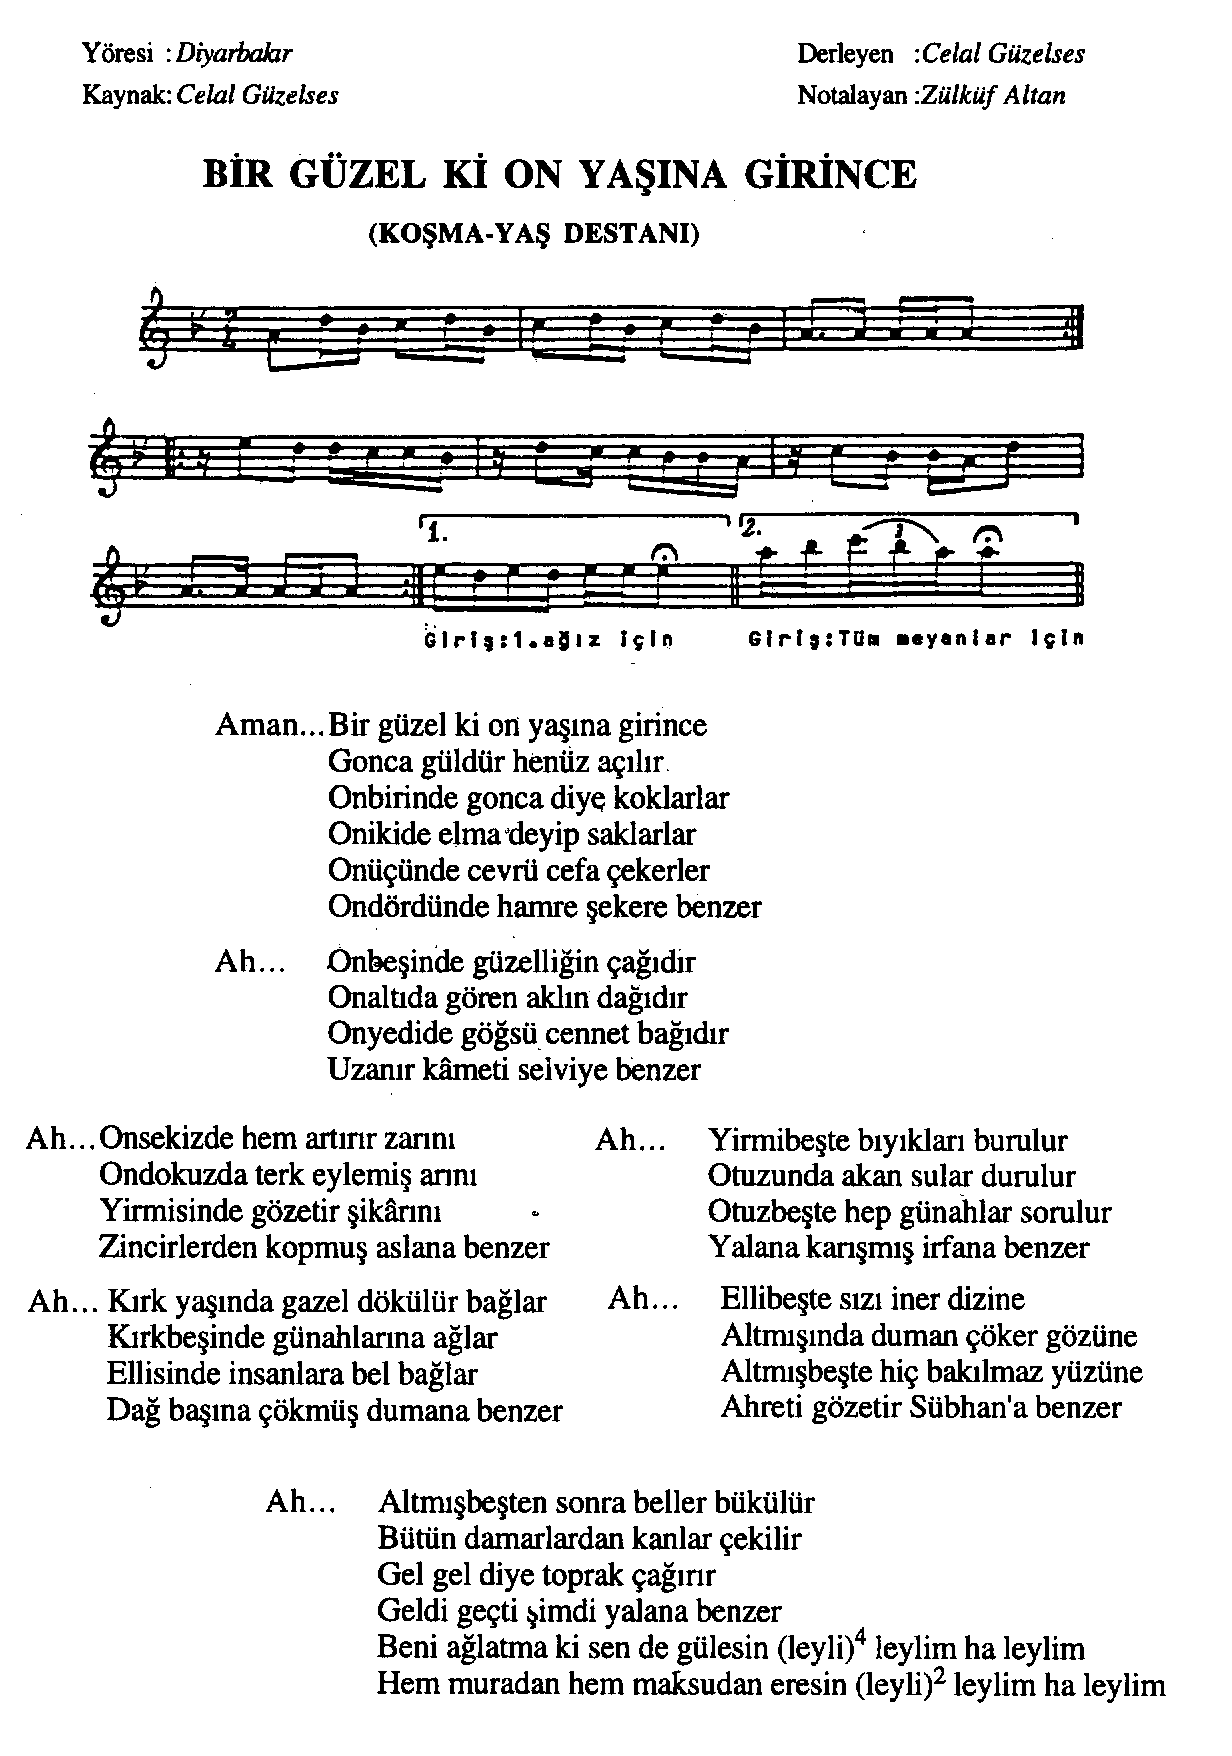 Yöresi : Diyarbakır
Kaynak: Celal Güzelses
Derleyen : Celal Güzelses
Notalayan : Zülküf Altan
BİR GÜZEL Kİ ON YAŞINA GİRİNCE
(KOŞMA-YAŞ DESTANI)
1.
2.
3
Giriş:1.ağız için
Giriş:Tüm meyanlar için
Aman... Bir güzel ki on yaşına girince
Gonca güldür henüz açılır
Onbirinde gonca diye koklarlar
Onikide elma deyip saklarlar
Onüçünde cevrü cefa çekerler
Ondördünde hamre şekere benzer
Ah... Onbeşinde güzelliğin çağıdır
Onaltıda gören aklın dağıdır
Onyedide göğsü cennet bağıdır
Uzanır kâmeti selviye benzer
Ah... Onsekizde hem artırır zarını
Ondokuzda terk eylemiş arını
Yirmisinde gözetir şikârını
Zincirlerden kopmuş aslana benzer
Ah... Yirmibeşte bıyıkları burulur
Otuzunda akan sular durulur
Otuzbeşte hep günahlar sorulur
Yalana karışmış irfana benzer
Ah... Kırk yaşında gazel dökülür bağlar
Kırkbeşinde günahlarına ağlar
Ellisinde insanlara bel bağlar
Dağ başına çökmüş dumana benzer
Ah... Ellibeşte sızı iner dizine
Altmışında duman çöker gözüne
Altmışbeşte hiç bakılmaz yüzüne
Ahreti gözetir Sübhan'a benzer
Ah... Altmışbeşten sonra beller bükülür
Bütün damarlardan kanlar çekilir
Gel gel diye toprak çağırır
Geldi geçti şimdi yalana benzer
Beni ağlatma ki sen de gülesin (leyli)⁴ leylim ha leylim
Hem muradan hem maksudan eresin (leyli)² leylim ha leylim